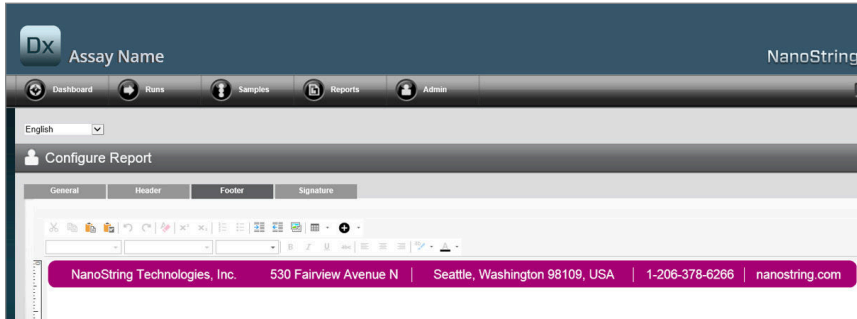 Dx Assay Name
NanoString
Dashboard Runs Samples Reports Admin
English
Configure Report
General Header Footer Signature
B I U abc A
NanoString Technologies, Inc. 530 Fairview Avenue N | Seattle, Washington 98109, USA | 1-206-378-6266 | nanostring.com